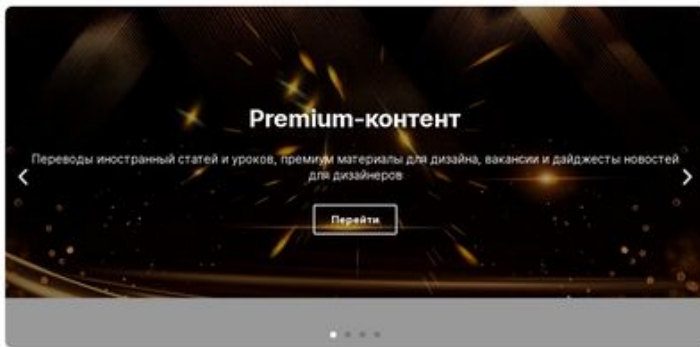 Premium-контент
Переводы иностранный статей и уроков, премиум материалы для дизайна, вакансии и дайджесты новостей
для дизайнеров
Перейти